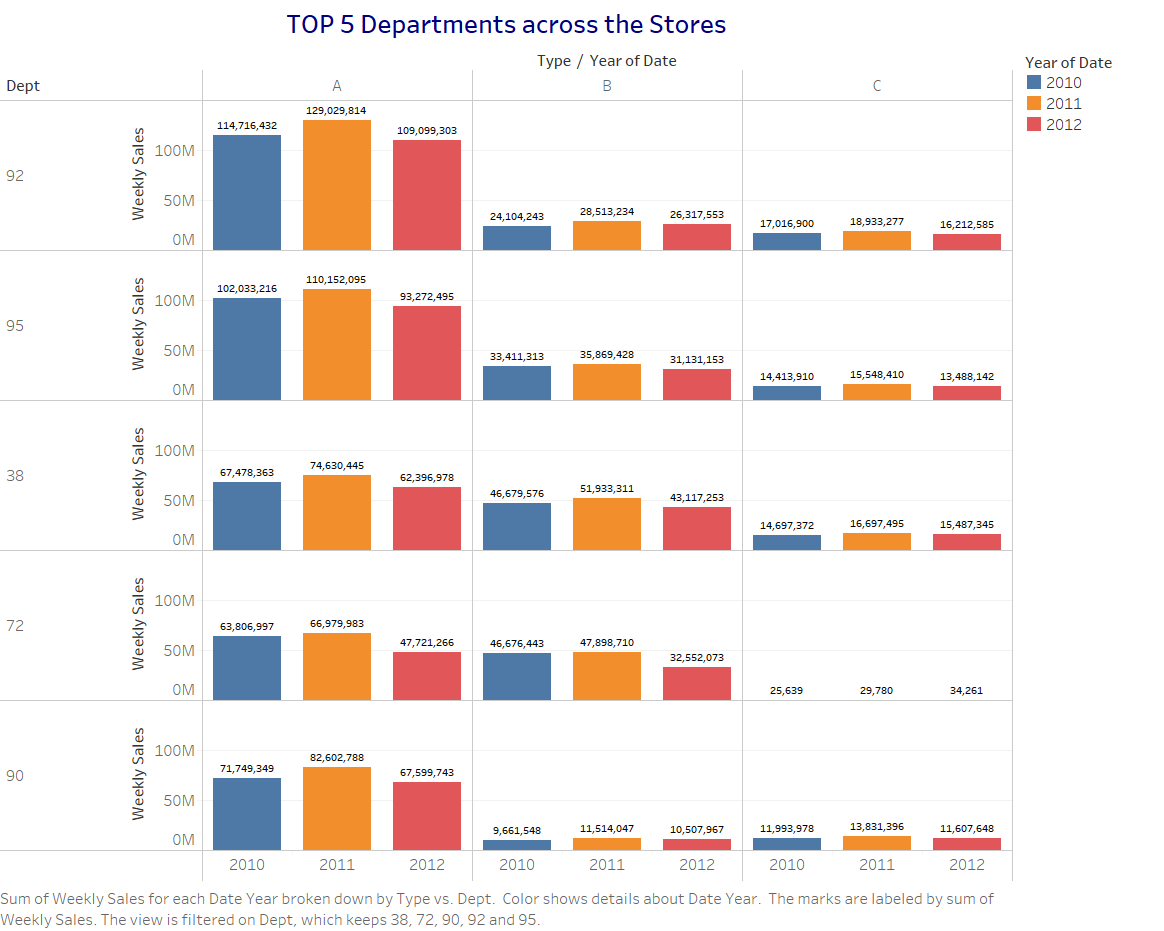 TOP 5 Departments across the Stores
Type / Year of Date
Dept
A
B
C
Year of Date
2010
2011
2012
92
Weekly Sales
100M
50M
0M
114,716,432
129,029,814
109,099,303
24,104,243
28,513,234
26,317,553
17,016,900
18,933,277
16,212,585
95
Weekly Sales
100M
50M
0M
102,033,216
110,152,095
93,272,495
33,411,313
35,869,428
31,131,153
14,413,910
15,548,410
13,488,142
38
Weekly Sales
100M
50M
0M
67,478,363
74,630,445
62,396,978
46,679,576
51,933,311
43,117,253
14,697,372
16,697,495
15,487,345
72
Weekly Sales
100M
50M
0M
63,806,997
66,979,983
47,721,266
46,676,443
47,898,710
32,552,073
25,639
29,780
34,261
90
Weekly Sales
100M
50M
0M
71,749,349
82,602,788
67,599,743
9,661,548
11,514,047
10,507,967
11,993,978
13,831,396
11,607,648
2010
2011
2012
2010
2011
2012
2010
2011
2012
Sum of Weekly Sales for each Date Year broken down by Type vs. Dept.  Color shows details about Date Year.  The marks are labeled by sum of
Weekly Sales. The view is filtered on Dept, which keeps 38, 72, 90, 92 and 95.